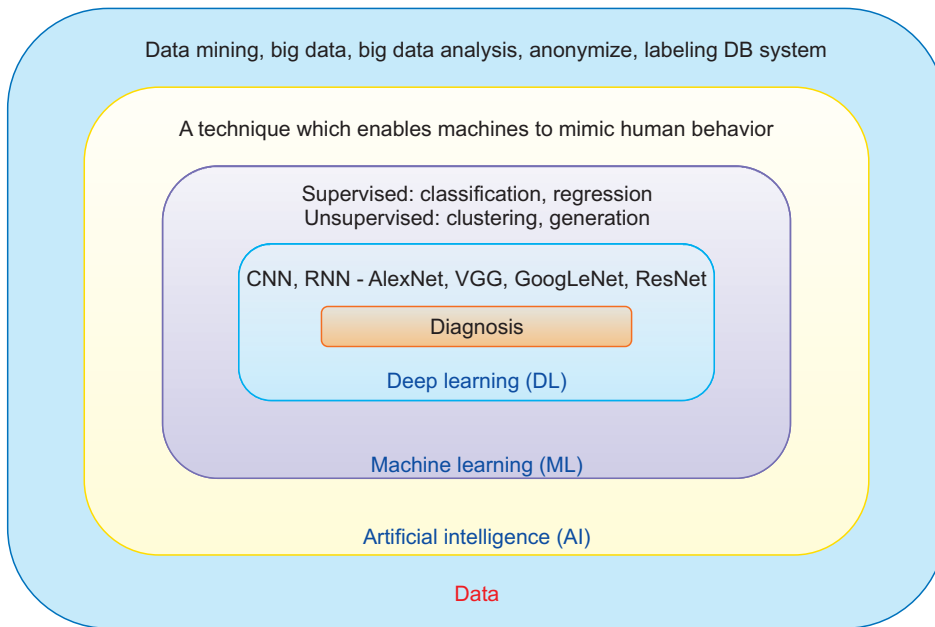 Data mining, big data, big data analysis, anonymize, labeling DB system
A technique which enables machines to mimic human behavior
Supervised: classification, regression
Unsupervised: clustering, generation
CNN, RNN - AlexNet, VGG, GoogLeNet, ResNet
Diagnosis
Deep learning (DL)
Machine learning (ML)
Artificial intelligence (AI)
Data